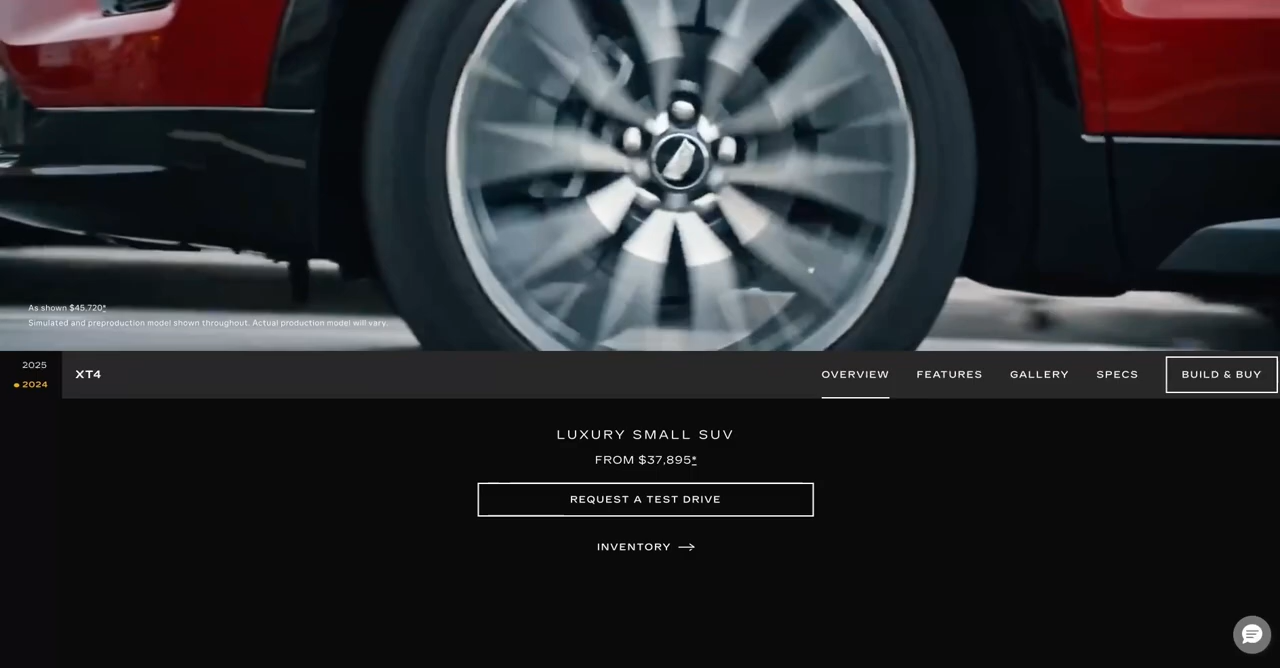 As shown $45,720*
Simulated and preproduction model shown throughout. Actual production model will vary.
2025
2024
XT4
OVERVIEW
FEATURES
GALLERY
SPECS
BUILD & BUY
LUXURY SMALL SUV
FROM $37,895*
REQUEST A TEST DRIVE
INVENTORY